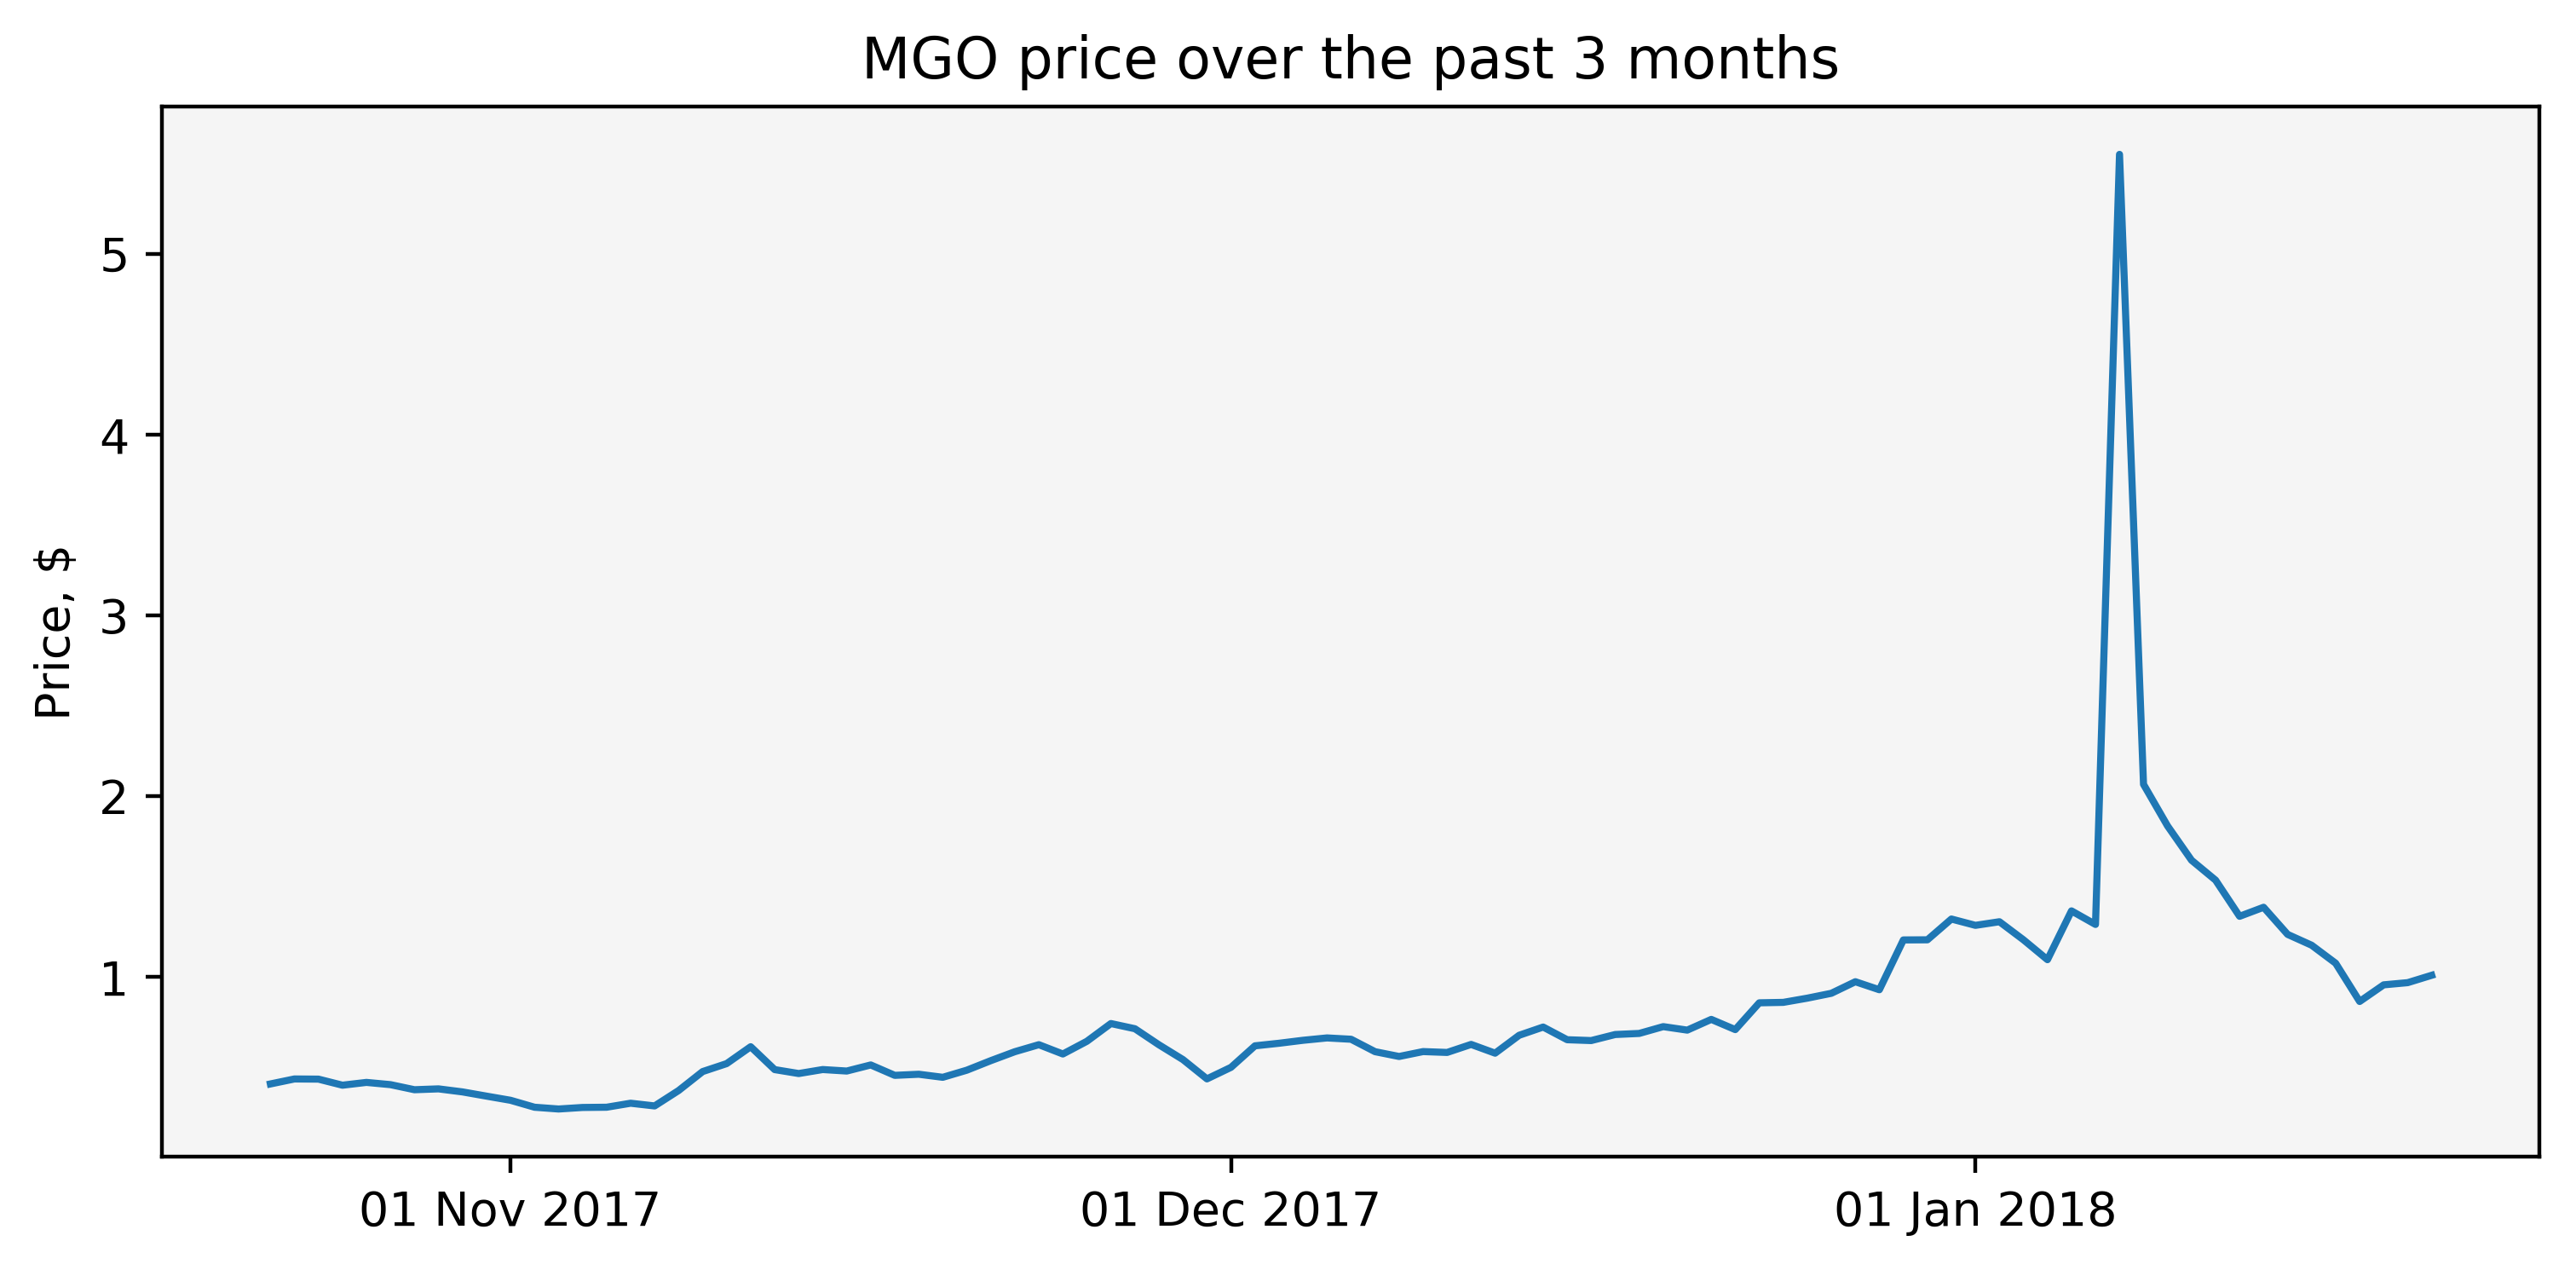 MGO price over the past 3 months
Price, $
5
4
3
2
1
01 Nov 2017
01 Dec 2017
01 Jan 2018